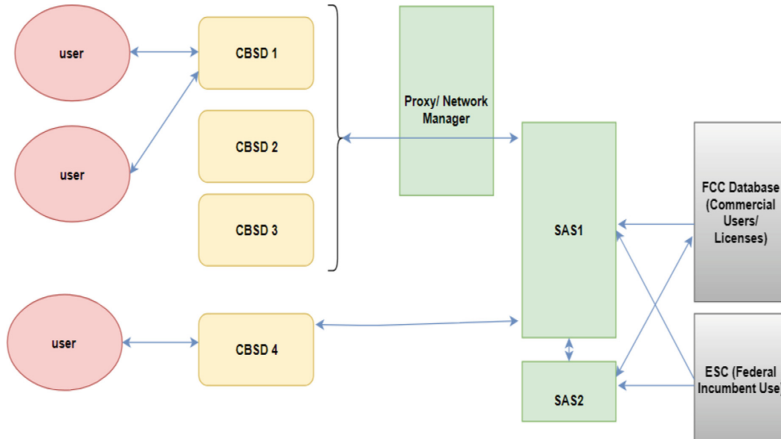 user
CBSD 1
Proxy/ Network
Manager
user
CBSD 2
CBSD 3
SAS1
FCC Database
(Commercial
Users/
Licenses)
user
CBSD 4
SAS2
ESC (Federal
Incumbent Use)